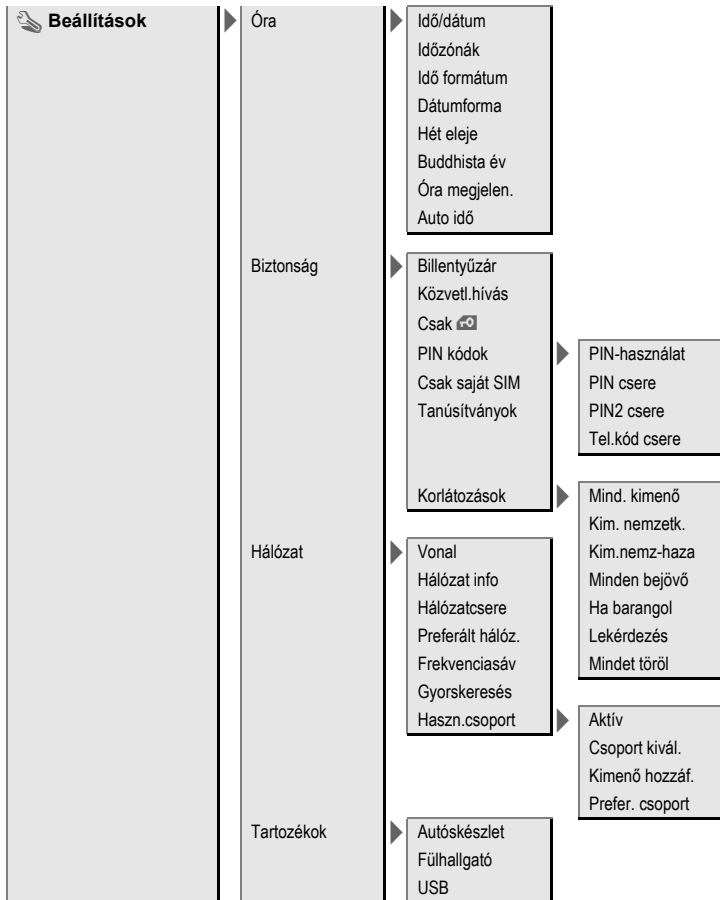 Beállítások
Óra
Idő/dátum
Időzónák
Idő formátum
Dátumforma
Hét eleje
Buddhista év
Óra megjelen.
Auto idő
Biztonság
Billentyűzár
Közvetl.hívás
Csak
PIN kódok
PIN-használat
PIN csere
PIN2 csere
Tel.kód csere
Csak saját SIM
Tanúsítványok
Korlátozások
Mind. kimenő
Kim. nemzetk.
Kim.nemz-haza
Minden bejövő
Ha barangol
Lekérdezés
Mindet töröl
Hálózat
Vonal
Hálózat info
Hálózatcsere
Preferált hálóz.
Frekvenciasáv
Gyorskeresés
Haszn.csoport
Aktív
Csoport kivál.
Kimenő hozzáf.
Prefer. csoport
Tartozékok
Autóskészlet
Fülhallgató
USB